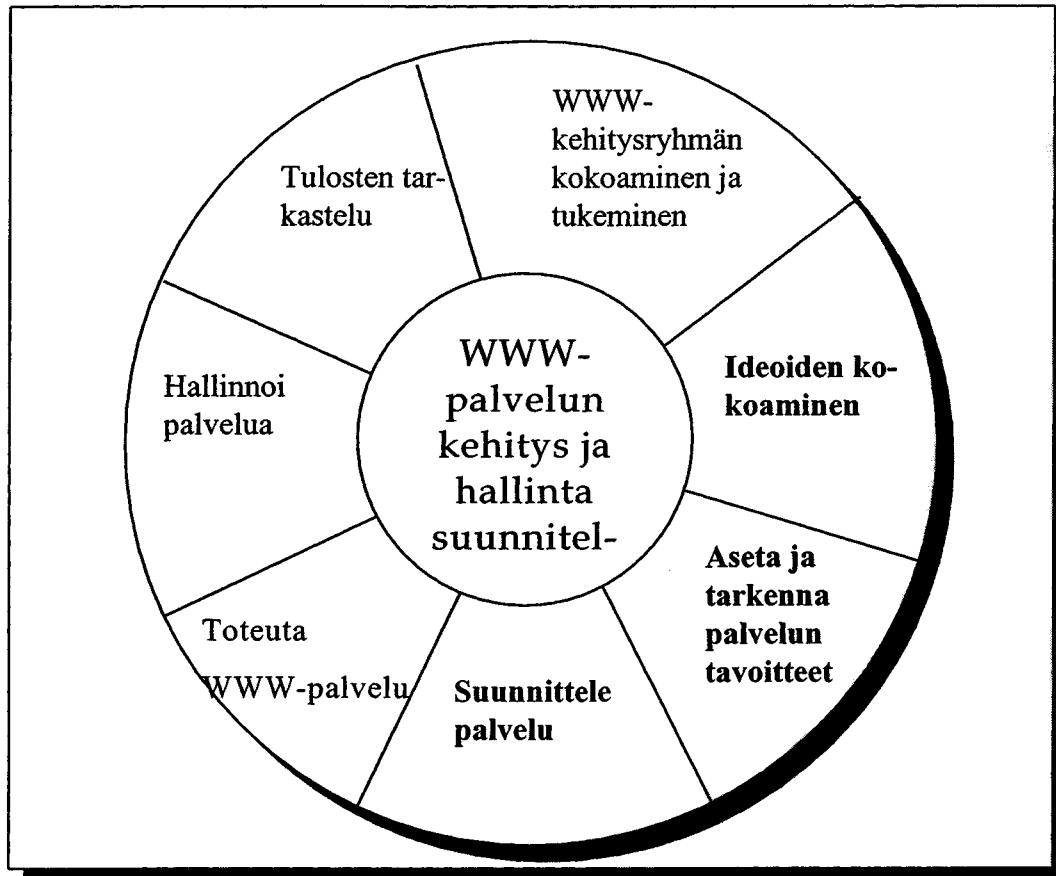 WWW-
kehitysryhmän
kokoaminen ja
tukeminen
Ideoiden ko-
koaminen
Aseta ja
tarkenna
palvelun
tavoitteet
Suunnittele
palvelu
Toteuta
WWW-palvelu
Hallinnoi
palvelua
Tulosten tar-
kastelu
WWW-
palvelun
kehitys ja
hallinta
suunnitel-